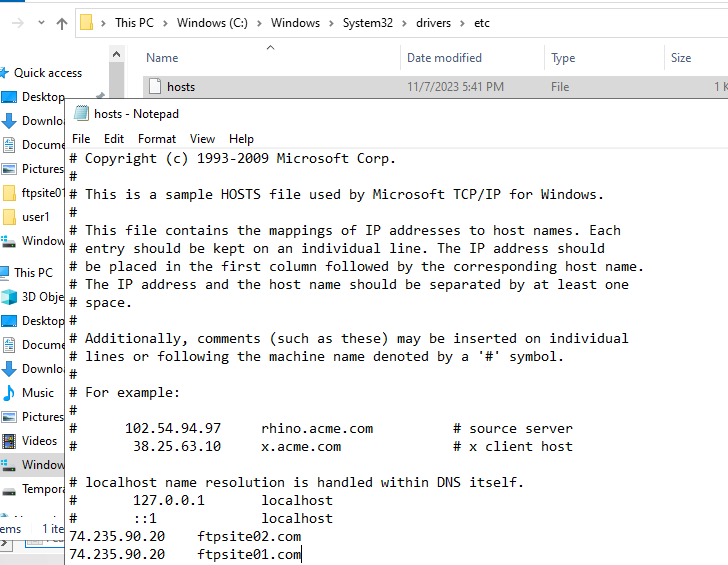 This PC > Windows (C:) > Windows > System32 > drivers > etc
Name Date modified Type Size
Quick access
hosts 11/7/2023 5:41 PM File 1 K
Desktop
Downlo
Docume
Pictures
ftpsite01
user1
Window
This PC
3D Obje
Desktop
Docume
Downlo
Music
Pictures
Videos
Window
Tempora
ems 1 ite
hosts - Notepad
File Edit Format View Help
# Copyright (c) 1993-2009 Microsoft Corp.
#
# This is a sample HOSTS file used by Microsoft TCP/IP for Windows.
#
# This file contains the mappings of IP addresses to host names. Each
# entry should be kept on an individual line. The IP address should
# be placed in the first column followed by the corresponding host name.
# The IP address and the host name should be separated by at least one
# space.
#
# Additionally, comments (such as these) may be inserted on individual
# lines or following the machine name denoted by a '#' symbol.
#
# For example:
#
#      102.54.94.97     rhino.acme.com          # source server
#       38.25.63.10     x.acme.com              # x client host

# localhost name resolution is handled within DNS itself.
#       127.0.0.1       localhost
#       ::1             localhost
74.235.90.20    ftpsite02.com
74.235.90.20    ftpsite01.com